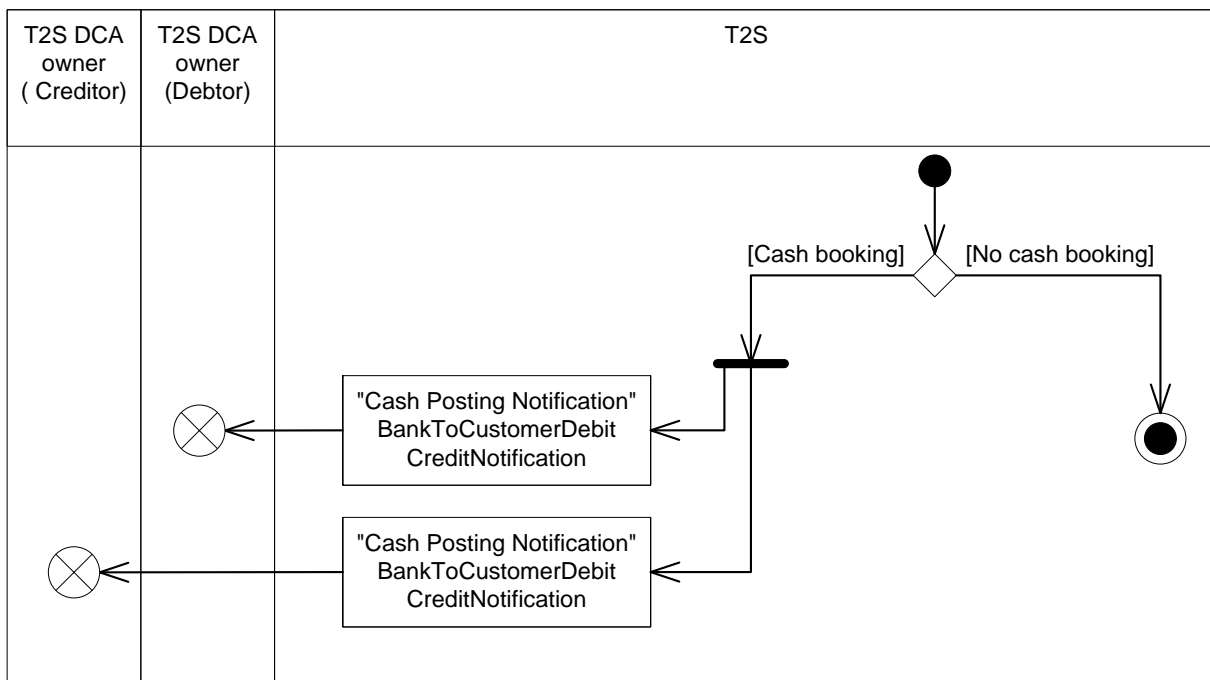 T2S DCA
owner
( Creditor)
T2S DCA
owner
(Debtor)
T2S
[Cash booking]
[No cash booking]
"Cash Posting Notification"
BankToCustomerDebit
CreditNotification
"Cash Posting Notification"
BankToCustomerDebit
CreditNotification